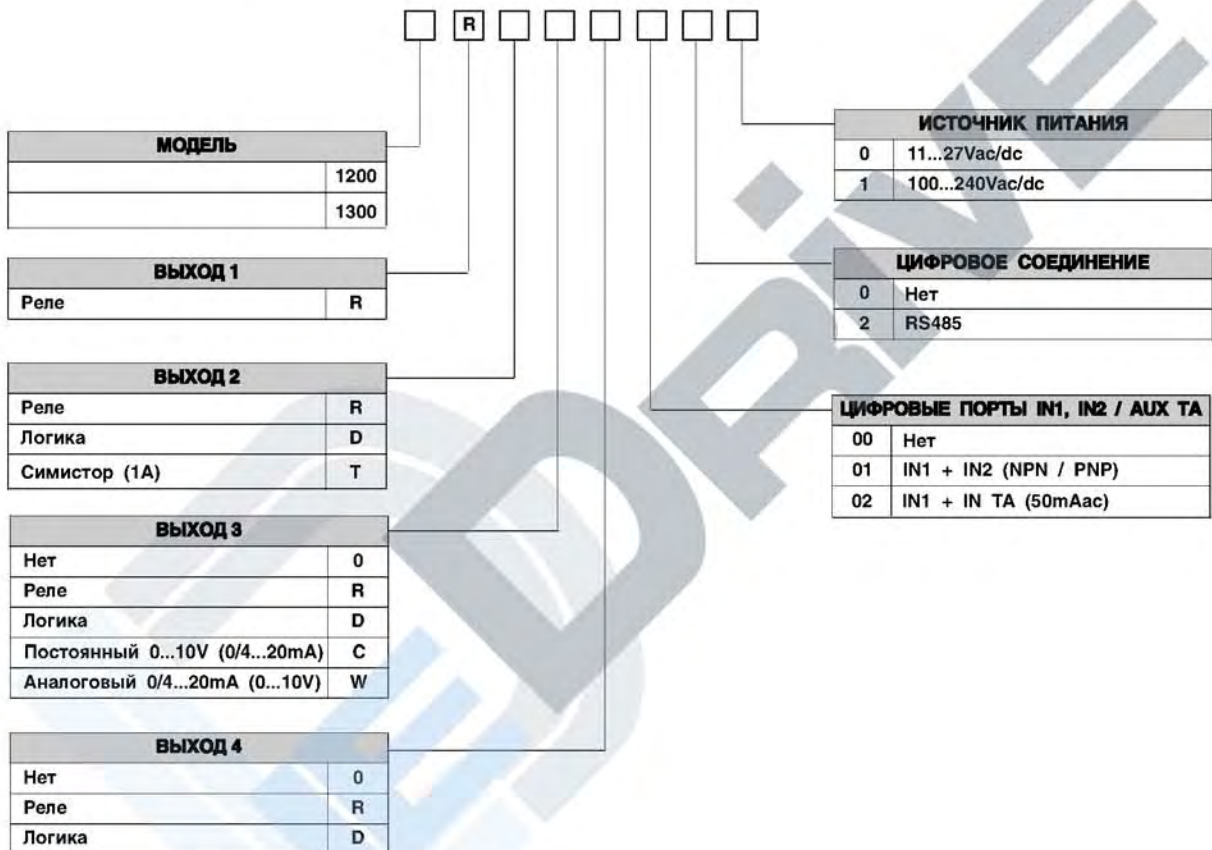 R
МОДЕЛЬ
1200
1300
ВЫХОД 1
Реле R
ВЫХОД 2
Реле R
Логика D
Симистор (1A) T
ВЫХОД 3
Нет 0
Реле R
Логика D
Постоянный 0...10V (0/4...20mA) C
Аналоговый 0/4...20mA (0...10V) W
ВЫХОД 4
Нет 0
Реле R
Логика D
ИСТОЧНИК ПИТАНИЯ
0 11...27Vac/dc
1 100...240Vac/dc
ЦИФРОВОЕ СОЕДИНЕНИЕ
0 Нет
2 RS485
ЦИФРОВЫЕ ПОРТЫ IN1, IN2 / AUX TA
00 Нет
01 IN1 + IN2 (NPN / PNP)
02 IN1 + IN TA (50mAac)
EDRIVE